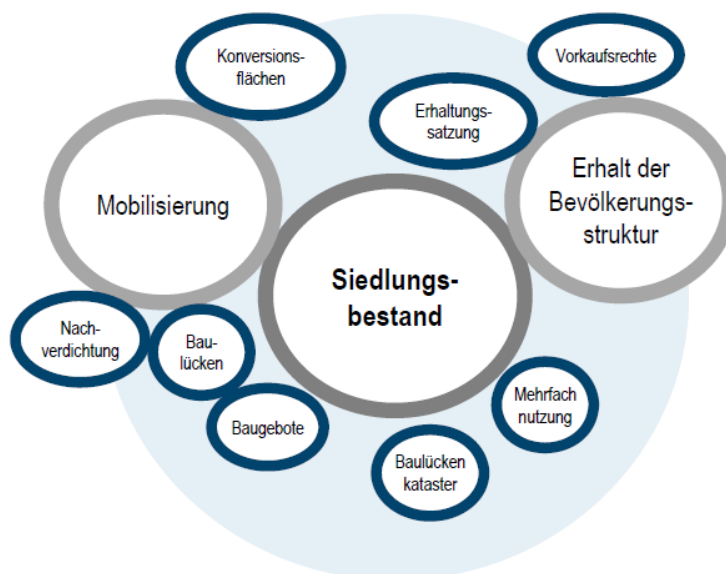 Konversions-
flächen
Vorkaufsrechte
Erhaltungs-
satzung
Mobilisierung
Erhalt der
Bevölkerungs-
struktur
Siedlungs-
bestand
Nach-
verdichtung
Bau-
lücken
Baugebote
Mehrfach
nutzung
Baulücken
kataster